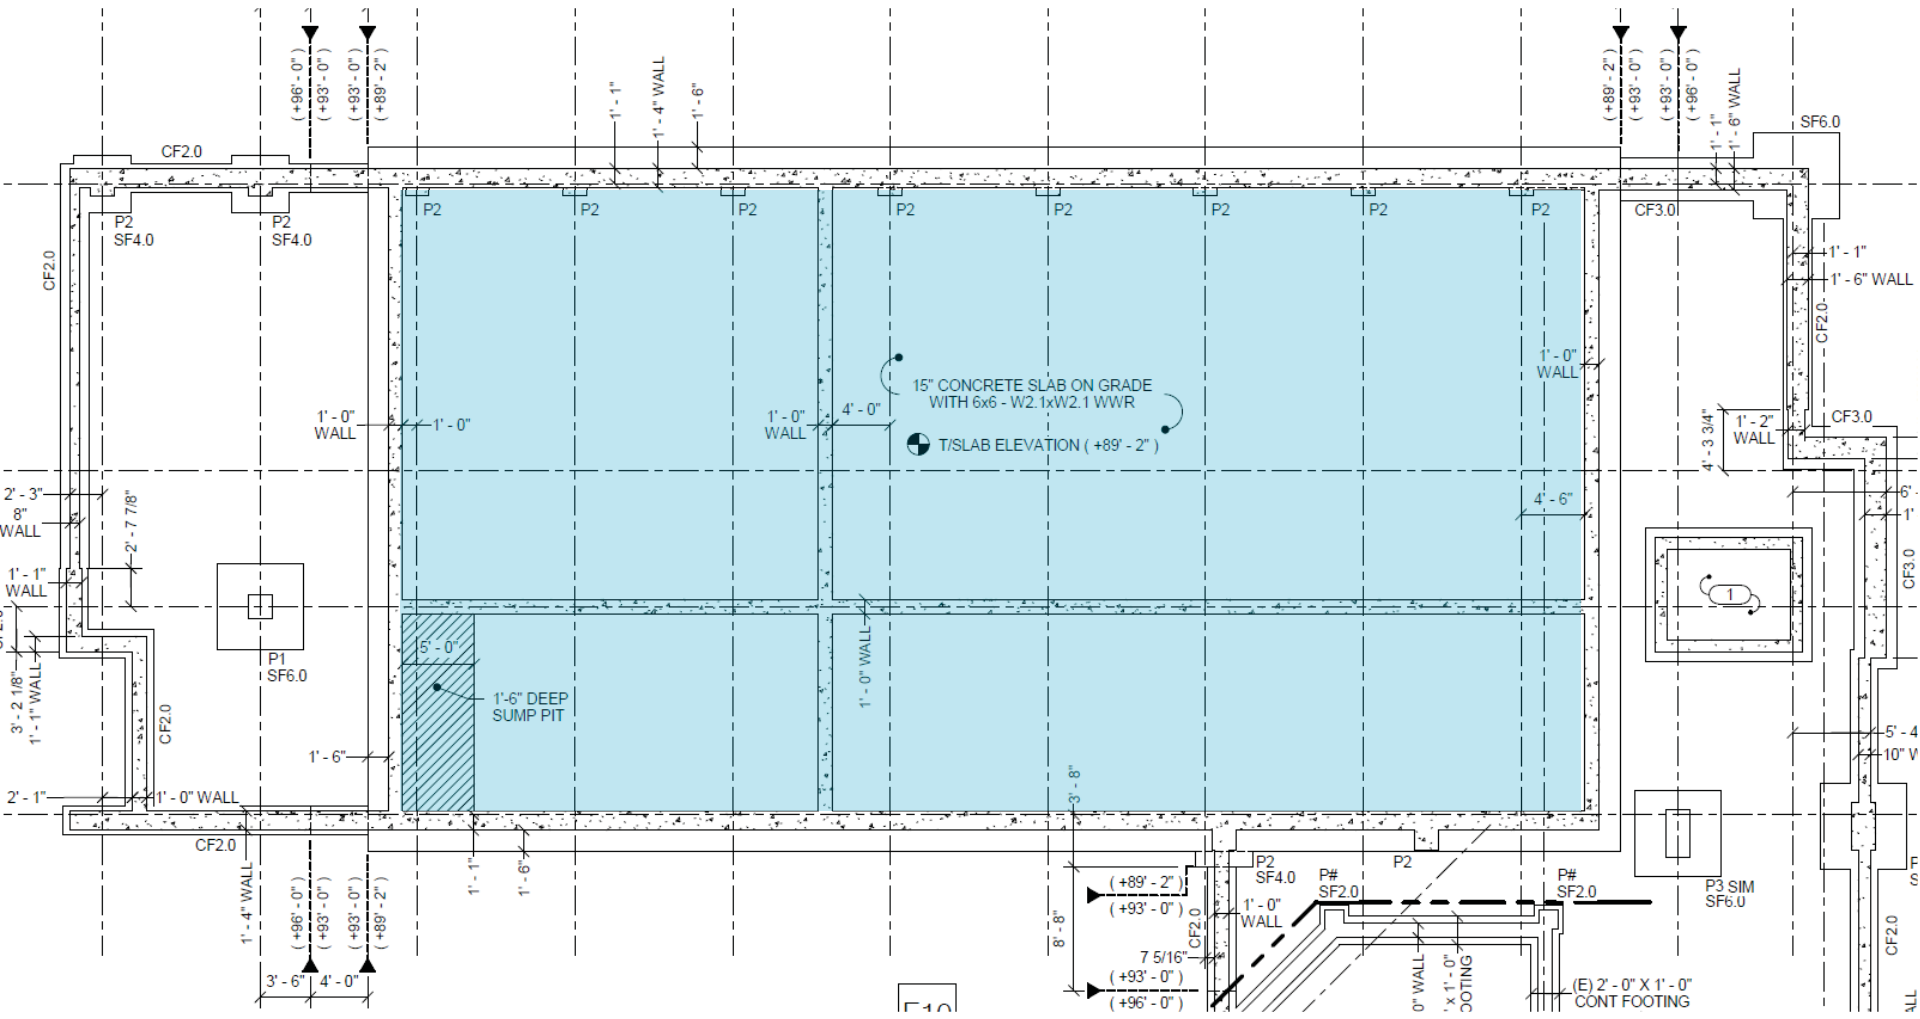 (+96' - 0")
(+93' - 0")
(+93' - 0")
(+89' - 2")
1' - 1"
1' - 4" WALL
1' - 6"
(+89' - 2")
(+93' - 0")
(+93' - 0")
(+96' - 0")
1' - 1"
1' - 6" WALL
SF6.0
CF2.0
P2
SF4.0
P2
SF4.0
P2
P2
P2
P2
P2
P2
P2
P2
CF3.0
CF2.0
1' - 1"
1' - 6" WALL
CF2.0
15" CONCRETE SLAB ON GRADE
WITH 6x6 - W2.1xW2.1 WWR
T/SLAB ELEVATION ( +89' - 2" )
1' - 0"
WALL
1' - 0"
WALL
1' - 0"
1' - 0"
WALL
4' - 0"
4' - 3 3/4"
1' - 2"
WALL
CF3.0
2' - 3"
8"
WALL
2' - 7 7/8"
4' - 6"
6' -
1'
1' - 1"
WALL
CF3.0
1
P1
SF6.0
5' - 0"
1'-6" DEEP
SUMP PIT
1' - 0" WALL
3' - 2 1/8"
1' - 1" WALL
CF2.0
1' - 6"
5' - 4
10" W
2' - 1"
1' - 0" WALL
3' - 8"
CF2.0
1' - 4" WALL
1' - 1"
1' - 6"
P2
SF4.0
P2
P#
SF2.0
P#
SF2.0
P3 SIM
SF6.0
( +89' - 2" )
( +93' - 0" )
CF2.0
1' - 0"
WALL
CF2.0
(+96' - 0")
(+93' - 0")
(+93' - 0")
(+89' - 2")
8' - 8"
7 5/16"
( +93' - 0" )
( +96' - 0" )
3' - 6"
4' - 0"
0" WALL
' x 1' - 0"
OOTING
(E) 2' - 0" X 1' - 0"
CONT FOOTING